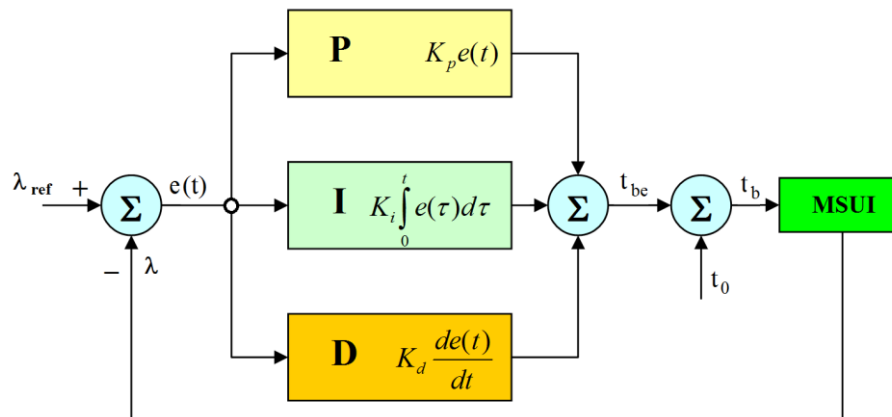 P K_p e(t)
λ_ref + Σ e(t)
I K_i ∫_0^t e(τ)dτ
Σ t_be Σ t_b MSUI
− λ
t_0
D K_d de(t)/dt